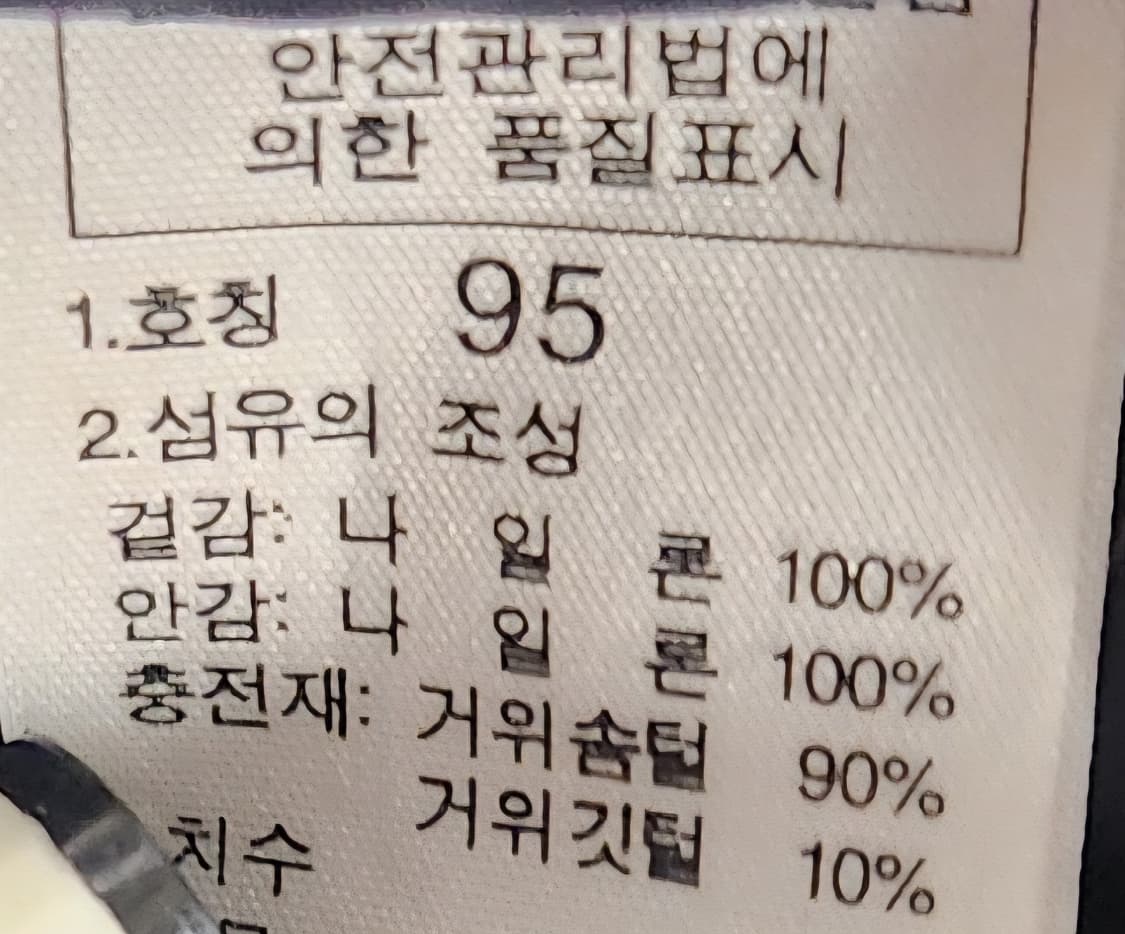 안전관리법에
의한 품질표시
1.호칭 95
2.섬유의 조성
겉감: 나 일 론 100%
안감: 나 일 론 100%
충전재: 거위솜털 90%
거위깃털 10%
치수